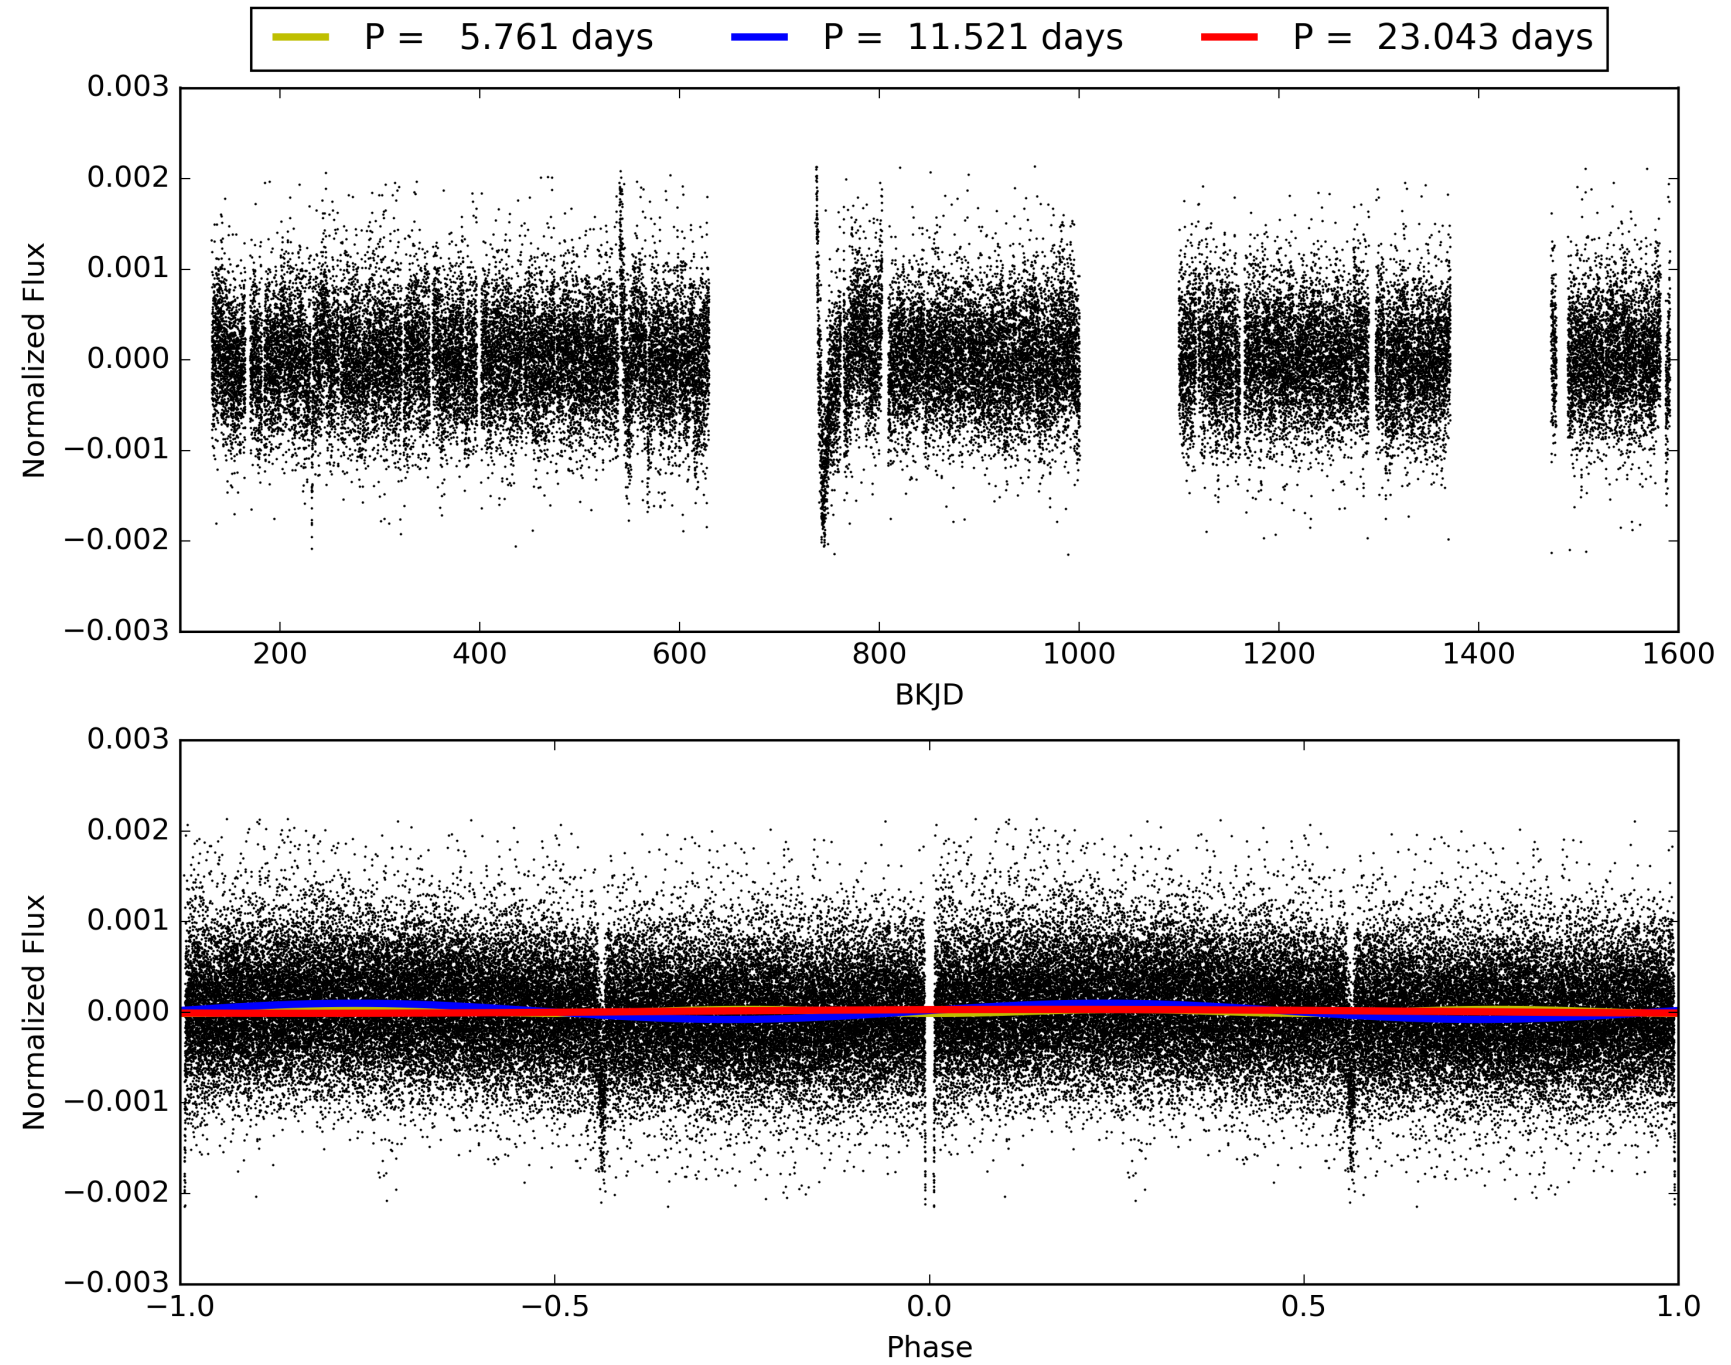 P =   5.761 days   P =  11.521 days   P =  23.043 days
0.003
0.002
0.001
0.000
−0.001
−0.002
−0.003
Normalized Flux
200 400 600 800 1000 1200 1400 1600
BKJD
0.003
0.002
0.001
0.000
−0.001
−0.002
−0.003
Normalized Flux
−1.0 −0.5 0.0 0.5 1.0
Phase